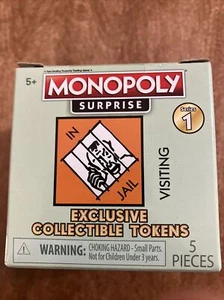 5+
MONOPOLY
SURPRISE
Series
1
IN
JAIL
VISITING
EXCLUSIVE
COLLECTIBLE TOKENS
WARNING: CHOKING HAZARD - Small Parts.
Not for Children Under 3 years.
5
PIECES